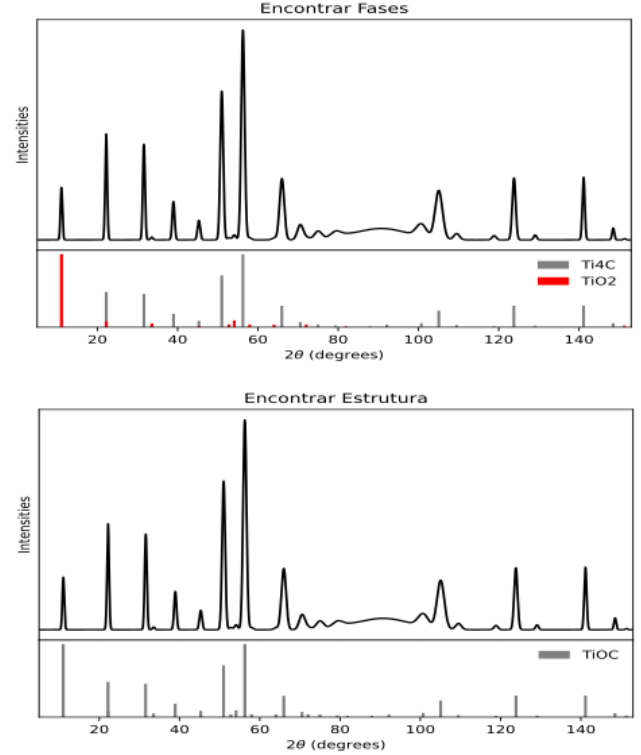 Encontrar Fases
Intensities
Ti4C
TiO2
20 40 60 80 100 120 140
2θ (degrees)
Encontrar Estrutura
Intensities
TiOC
20 40 60 80 100 120 140
2θ (degrees)